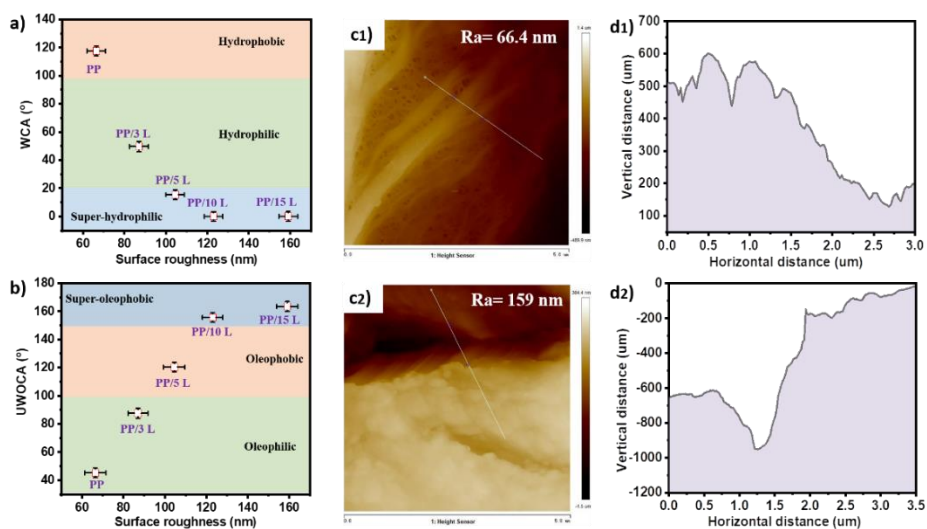 a)
WCA (°)
140
120
100
80
60
40
20
0
Hydrophobic
PP
Hydrophilic
PP/3 L
PP/5 L
PP/10 L
PP/15 L
Super-hydrophilic
60
80
100
120
140
160
Surface roughness (nm)
c1)
Ra= 66.4 nm
0.0
1: Height Sensor
d1)
Vertical distance (um)
700
600
500
400
300
200
100
0.0
0.5
1.0
1.5
2.0
2.5
3.0
Horizontal distance (um)
b)
UWOCA (°)
180
160
140
120
100
80
60
40
Super-oleophobic
PP/15 L
PP/10 L
Oleophobic
PP/5 L
PP/3 L
Oleophilic
PP
60
80
100
120
140
160
Surface roughness (nm)
c2)
Ra= 159 nm
0.0
1: Height Sensor
d2)
Vertical distance (um)
0
-200
-400
-600
-800
-1000
-1200
0.0
0.5
1.0
1.5
2.0
2.5
3.0
3.5
Horizontal distance (um)